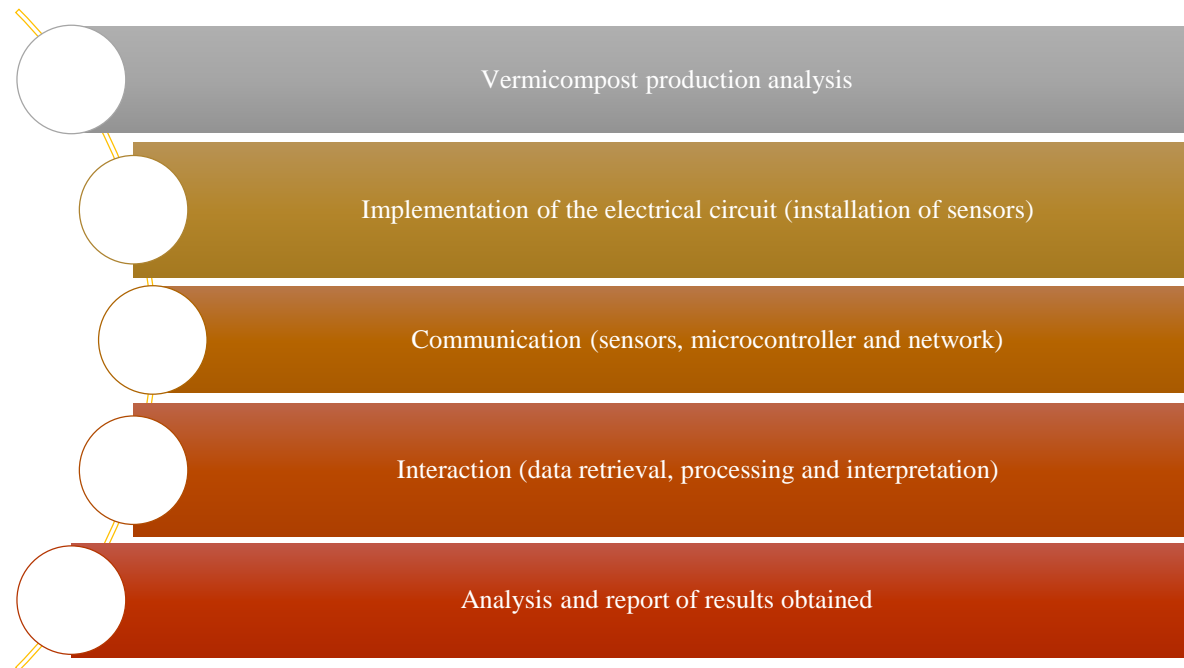 Vermicompost production analysis
Implementation of the electrical circuit (installation of sensors)
Communication (sensors, microcontroller and network)
Interaction (data retrieval, processing and interpretation)
Analysis and report of results obtained